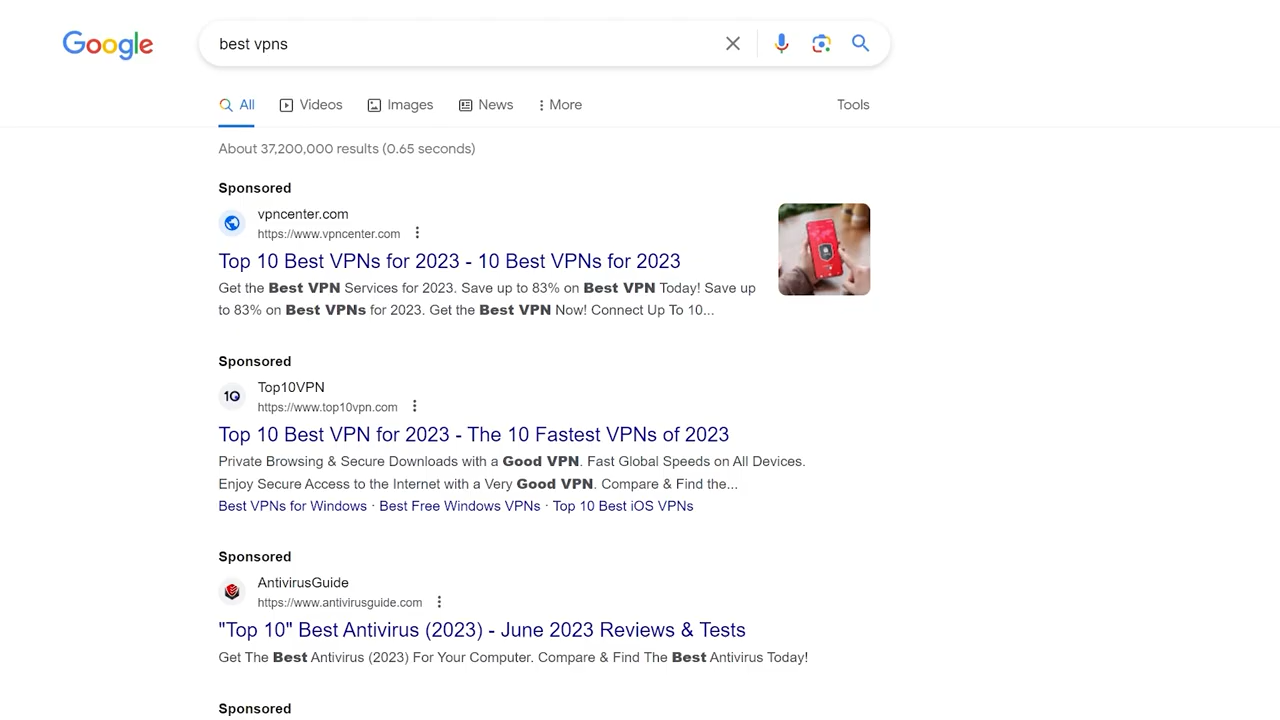 Google
best vpns
All
Videos
Images
News
More
Tools
About 37,200,000 results (0.65 seconds)
Sponsored
vpncenter.com
https://www.vpncenter.com
Top 10 Best VPNs for 2023 - 10 Best VPNs for 2023
Get the Best VPN Services for 2023. Save up to 83% on Best VPN Today! Save up
to 83% on Best VPNs for 2023. Get the Best VPN Now! Connect Up To 10...
Sponsored
1Q
Top10VPN
https://www.top10vpn.com
Top 10 Best VPN for 2023 - The 10 Fastest VPNs of 2023
Private Browsing & Secure Downloads with a Good VPN. Fast Global Speeds on All Devices.
Enjoy Secure Access to the Internet with a Very Good VPN. Compare & Find the...
Best VPNs for Windows · Best Free Windows VPNs · Top 10 Best iOS VPNs
Sponsored
AntivirusGuide
https://www.antivirusguide.com
"Top 10" Best Antivirus (2023) - June 2023 Reviews & Tests
Get The Best Antivirus (2023) For Your Computer. Compare & Find The Best Antivirus Today!
Sponsored